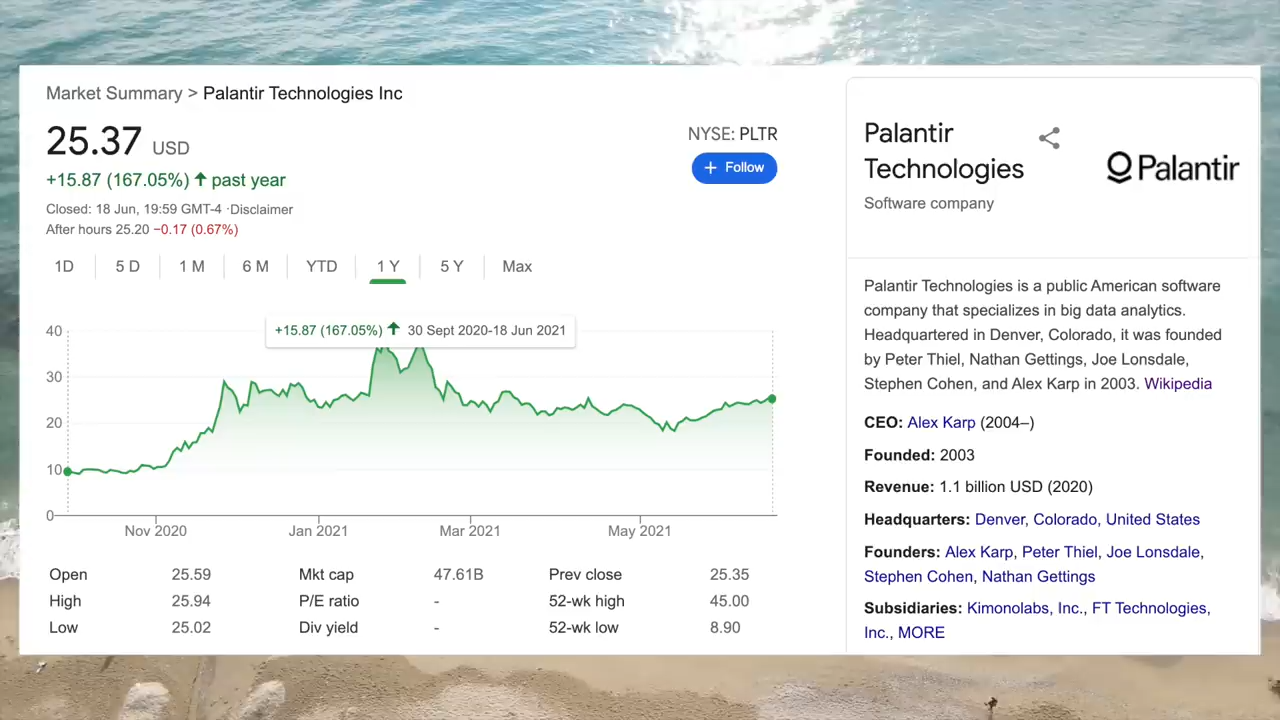 Market Summary > Palantir Technologies Inc
25.37 USD
+15.87 (167.05%) ↑ past year
Closed: 18 Jun, 19:59 GMT-4 ·Disclaimer
After hours 25.20 −0.17 (0.67%)
NYSE: PLTR
+ Follow
1D 5 D 1 M 6 M YTD 1 Y 5 Y Max
+15.87 (167.05%) ↑ 30 Sept 2020-18 Jun 2021
40
30
20
10
0
Nov 2020 Jan 2021 Mar 2021 May 2021
Open 25.59 Mkt cap 47.61B Prev close 25.35
High 25.94 P/E ratio - 52-wk high 45.00
Low 25.02 Div yield - 52-wk low 8.90
Palantir
Technologies
Software company
Palantir
Palantir Technologies is a public American software
company that specializes in big data analytics.
Headquartered in Denver, Colorado, it was founded
by Peter Thiel, Nathan Gettings, Joe Lonsdale,
Stephen Cohen, and Alex Karp in 2003. Wikipedia
CEO: Alex Karp (2004–)
Founded: 2003
Revenue: 1.1 billion USD (2020)
Headquarters: Denver, Colorado, United States
Founders: Alex Karp, Peter Thiel, Joe Lonsdale,
Stephen Cohen, Nathan Gettings
Subsidiaries: Kimonolabs, Inc., FT Technologies,
Inc., MORE